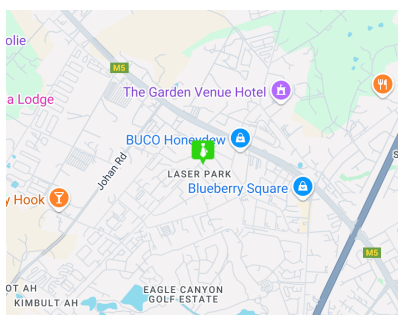 olie
M5
The Garden Venue Hotel
a Lodge
BUCO Honeydew
Johan Rd
LASER PARK
Blueberry Square
y Hook
S
M5
OT AH
KIMBULT AH
EAGLE CANYON
GOLF ESTATE